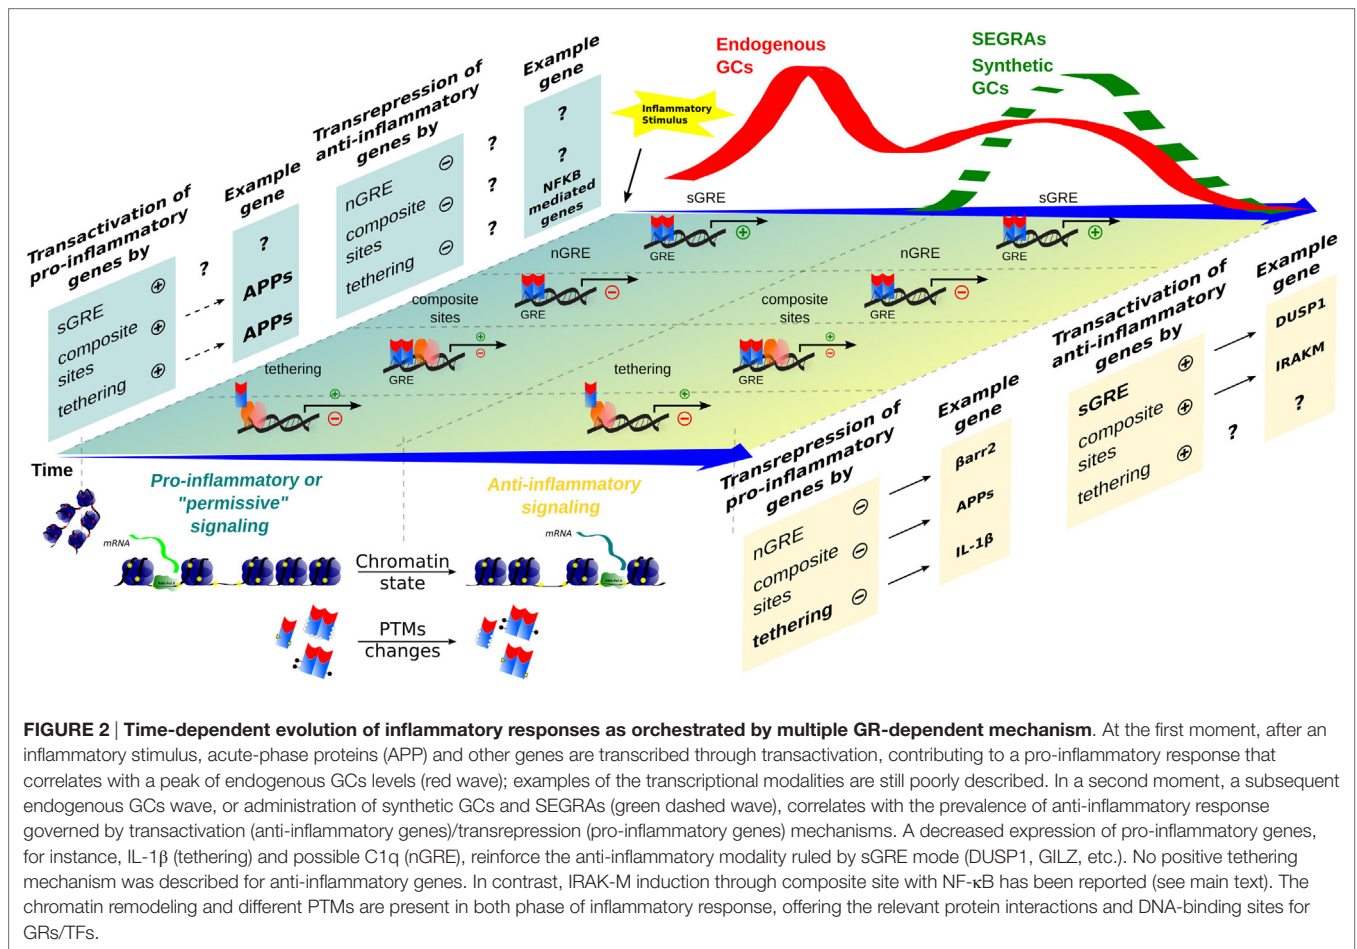 Endogenous
GCs
SEGRAs
Synthetic
GCs
Inflammatory
Stimulus
Transactivation of
pro-inflammatory
genes by
sGRE
composite
sites
tethering
?
Example
gene
?
APPs
APPs
Transrepression of
anti-inflammatory
genes by
nGRE
composite
sites
tethering
?
?
?
Example
gene
?
?
NFKB
mediated
genes
sGRE
GRE
sGRE
GRE
nGRE
GRE
nGRE
GRE
composite
sites
GRE
composite
sites
GRE
tethering
tethering
Transactivation of
anti-inflammatory
genes by
sGRE
composite
sites
tethering
?
Example
gene
DUSP1
IRAKM
?
Transrepression of
pro-inflammatory
genes by
nGRE
composite
sites
tethering
Example
gene
βarr2
APPs
IL-1β
Time
Pro-inflammatory or
"permissive"
signaling
Anti-inflammatory
signaling
mRNA
mRNA
Chromatin
state
PTMs
changes
FIGURE 2 | Time-dependent evolution of inflammatory responses as orchestrated by multiple GR-dependent mechanism. At the first moment, after an
inflammatory stimulus, acute-phase proteins (APP) and other genes are transcribed through transactivation, contributing to a pro-inflammatory response that
correlates with a peak of endogenous GCs levels (red wave); examples of the transcriptional modalities are still poorly described. In a second moment, a subsequent
endogenous GCs wave, or administration of synthetic GCs and SEGRAs (green dashed wave), correlates with the prevalence of anti-inflammatory response
governed by transactivation (anti-inflammatory genes)/transrepression (pro-inflammatory genes) mechanisms. A decreased expression of pro-inflammatory genes,
for instance, IL-1β (tethering) and possible C1q (nGRE), reinforce the anti-inflammatory modality ruled by sGRE mode (DUSP1, GILZ, etc.). No positive tethering
mechanism was described for anti-inflammatory genes. In contrast, IRAK-M induction through composite site with NF-κB has been reported (see main text). The
chromatin remodeling and different PTMs are present in both phase of inflammatory response, offering the relevant protein interactions and DNA-binding sites for
GRs/TFs.